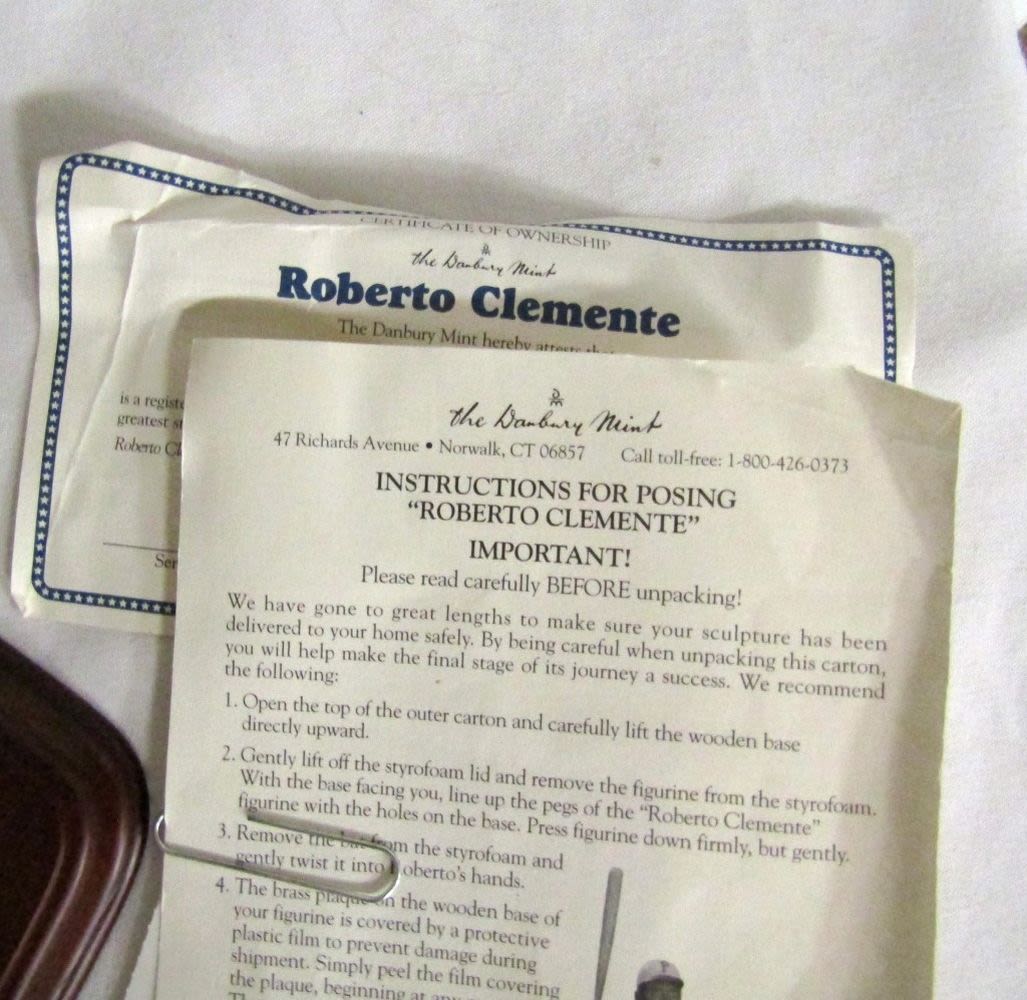 CERTIFICATE OF OWNERSHIP
the Danbury Mint
Roberto Clemente
The Danbury Mint hereby attests
is a
greatest
Roberto
the Danbury Mint
47 Richards Avenue • Norwalk, CT 06857 Call toll-free: 1-800-426-0373
INSTRUCTIONS FOR POSING
“ROBERTO CLEMENTE”
IMPORTANT!
Please read carefully BEFORE unpacking!
We have gone to great lengths to make sure your sculpture has been
delivered to your home safely. By being careful when unpacking this carton,
you will help make the final stage of its journey a success. We recommend
the following:
1. Open the top of the outer carton and carefully lift the wooden base
directly upward.
2. Gently lift off the styrofoam lid and remove the figurine from the styrofoam.
With the base facing you, line up the pegs of the “Roberto Clemente”
figurine with the holes on the base. Press figurine down firmly, but gently.
3. Remove the bat from the styrofoam and
gently twist it into Roberto's hands.
4. The brass plaque on the wooden base of
your figurine is covered by a protective
plastic film to prevent damage during
shipment. Simply peel the film covering
the plaque, beginning at any
P